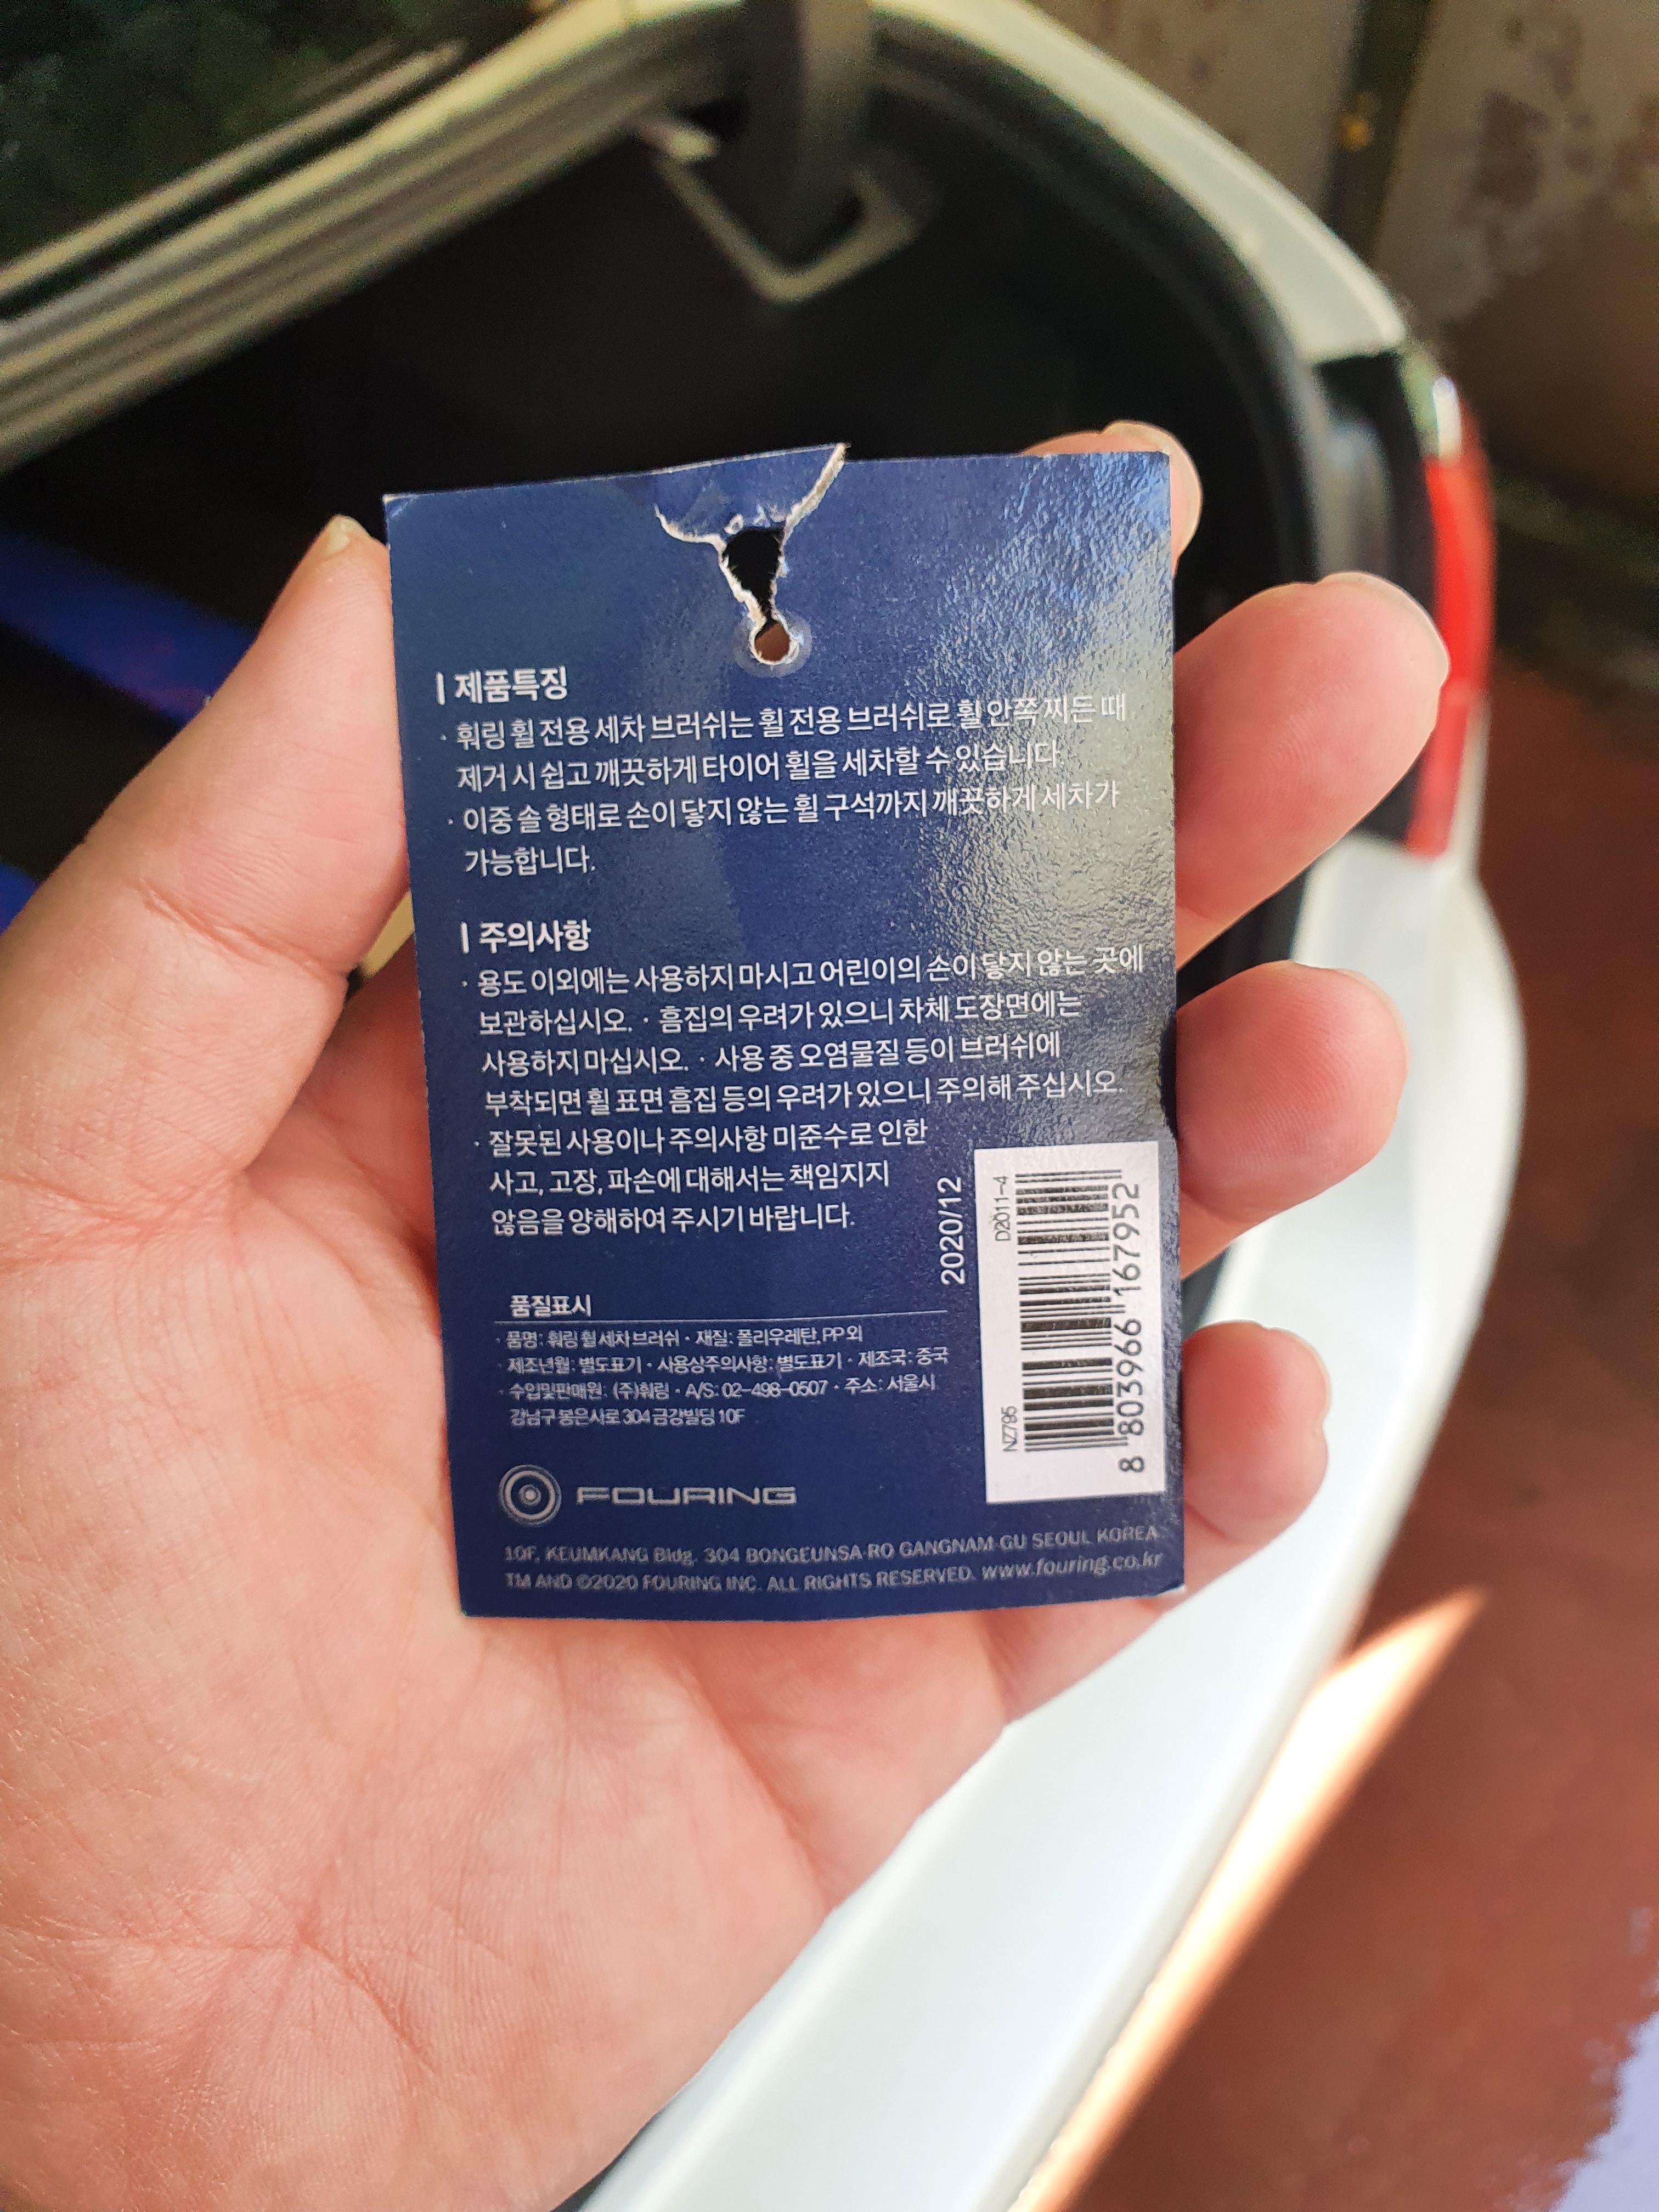 제품특징
· 훠링 휠 전용 세차 브러쉬는 휠 전용 브러쉬로 휠 안쪽 찌든 때
제거 시 쉽고 깨끗하게 타이어 휠을 세차할 수 있습니다.
· 이중 솔 형태로 손이 닿지 않는 휠 구석까지 깨끗하게 세차가
가능합니다.
주의사항
· 용도 이외에는 사용하지 마시고 어린이의 손이 닿지 않는 곳에
보관하십시오. · 흠집의 우려가 있으니 차체 도장면에는
사용하지 마십시오. · 사용 중 오염물질 등이 브러쉬에
부착되면 휠 표면 흠집 등의 우려가 있으니 주의해 주십시오.
· 잘못된 사용이나 주의사항 미준수로 인한
사고, 고장, 파손에 대해서는 책임지지
않음을 양해하여 주시기 바랍니다.
2020/12
D2011-4
8 803966 167952
NZ795
품질표시
· 품명: 훠링 휠 세차 브러쉬 · 재질: 폴리우레탄, PP 외
· 제조년월: 별도표기 · 사용상주의사항: 별도표기 · 제조국: 중국
· 수입및판매원: (주)훠링 · A/S: 02-498-0507 · 주소: 서울시
강남구 봉은사로 304 금강빌딩 10F
FOURING
10F, KEUMKANG Bldg, 304 BONGEUNSA-RO GANGNAM-GU SEOUL KOREA
TM AND ©2020 FOURING INC. ALL RIGHTS RESERVED. www.fouring.co.kr